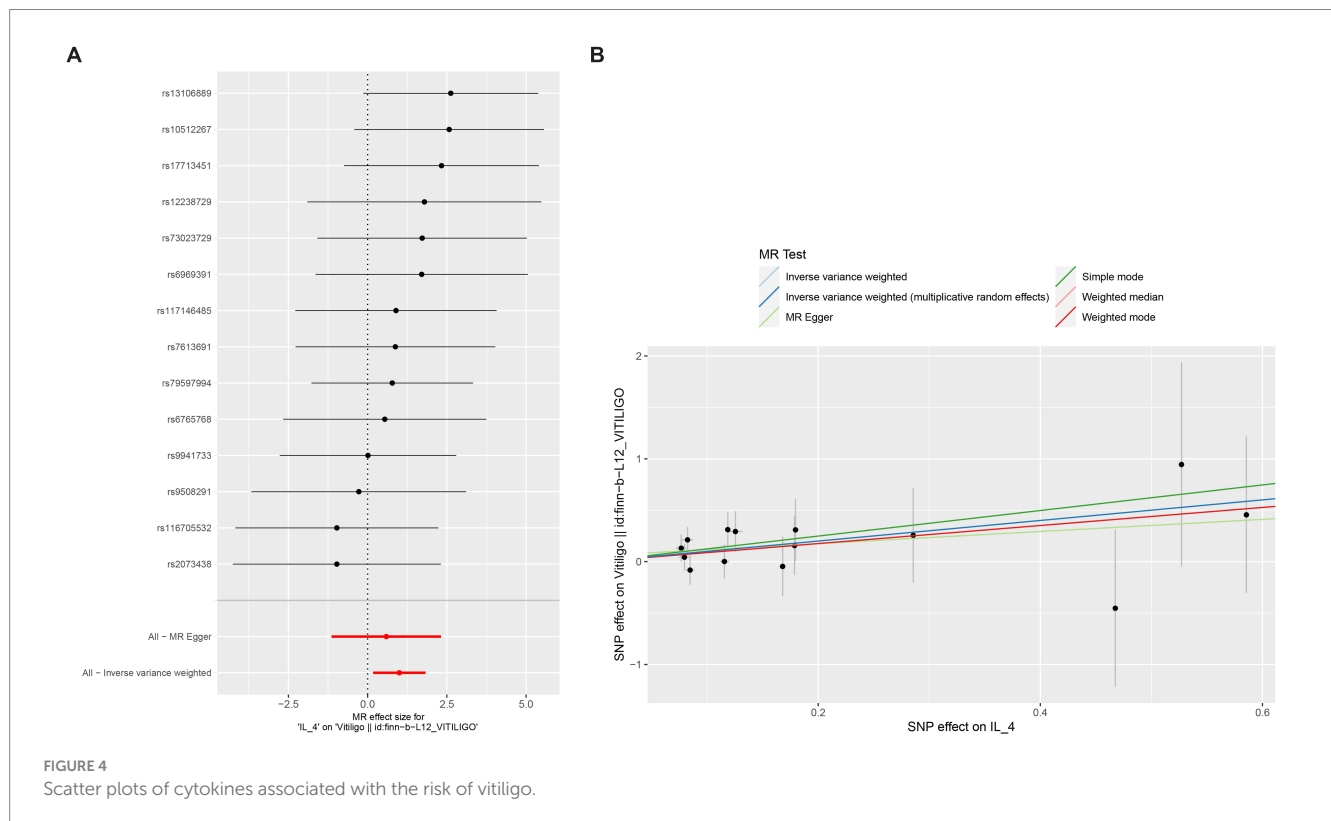 A
rs13106889
rs10512267
rs17713451
rs12238729
rs73023729
rs6969391
rs117146485
rs7613691
rs79597994
rs6765768
rs9941733
rs9508291
rs116705532
rs2073438
All − MR Egger
All − Inverse variance weighted
−2.5
0.0
2.5
5.0
MR effect size for
'IL_4' on 'Vitiligo || id:finn−b−L12_VITILIGO'
B
MR Test
Inverse variance weighted
Inverse variance weighted (multiplicative random effects)
MR Egger
Simple mode
Weighted median
Weighted mode
SNP effect on Vitiligo || id:finn−b−L12_VITILIGO
2
1
0
−1
0.2
0.4
0.6
SNP effect on IL_4
FIGURE 4
Scatter plots of cytokines associated with the risk of vitiligo.